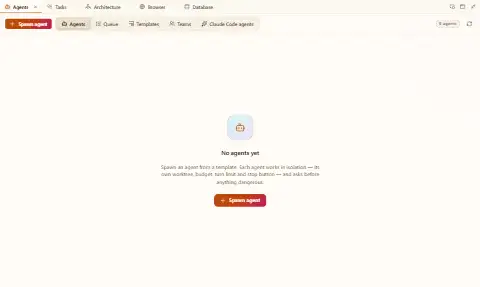 Agents
Tasks
Architecture
Browser
Database
Spawn agent
Agents
Queue
Templates
Teams
Claude Code agents
0 agents
No agents yet
Spawn an agent from a template. Each agent works in isolation — its
own worktree, budget, turn limit and stop button — and asks before
anything dangerous.
Spawn agent